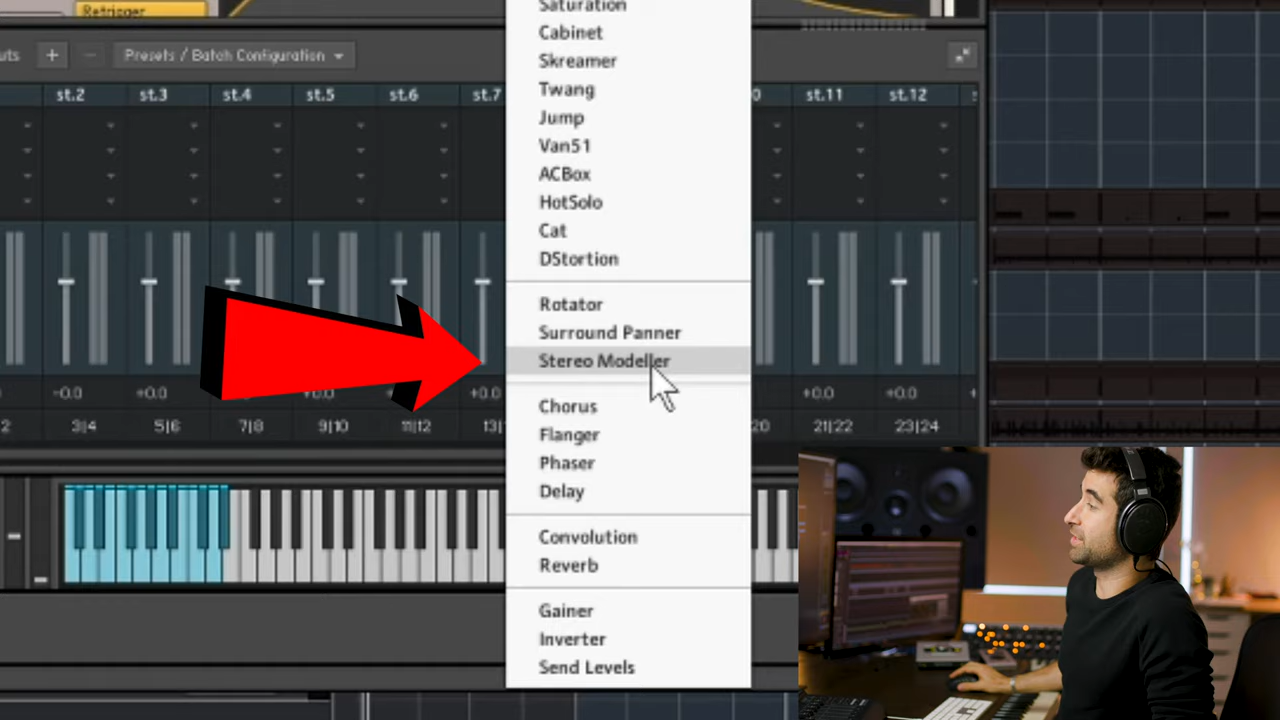 Retrigger
Saturation
Cabinet
uts + − Presets / Batch Configuration
Skreamer
Twang
st.2 st.3 st.4 st.5 st.6 st.7 0 st.11 st.12
Jump
Van51
ACBox
HotSolo
Cat
DStortion
Rotator
Surround Panner
Stereo Modeller
-0.0 +0.0 +0.0 +0.0 +0.0 +0.0
Chorus
2 3|4 5|6 7|8 9|10 11|12 13| 20 21|22 23|24
Flanger
Phaser
Delay
Convolution
Reverb
Gainer
Inverter
Send Levels